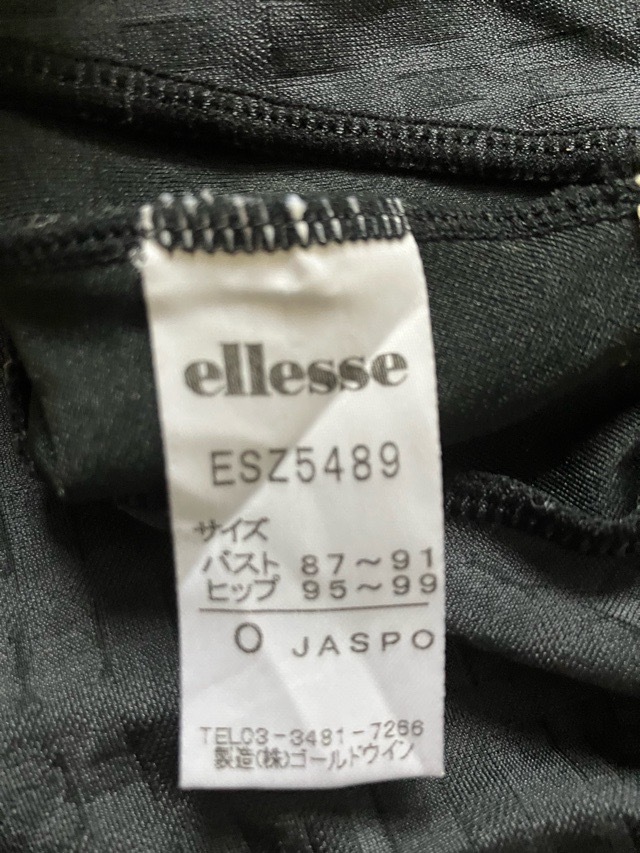 ellesse
ESZ5489
サイズ
バスト 87〜91
ヒップ 95〜99
O JASPO
TEL03-3481-7266
製造(株)ゴールドウイン